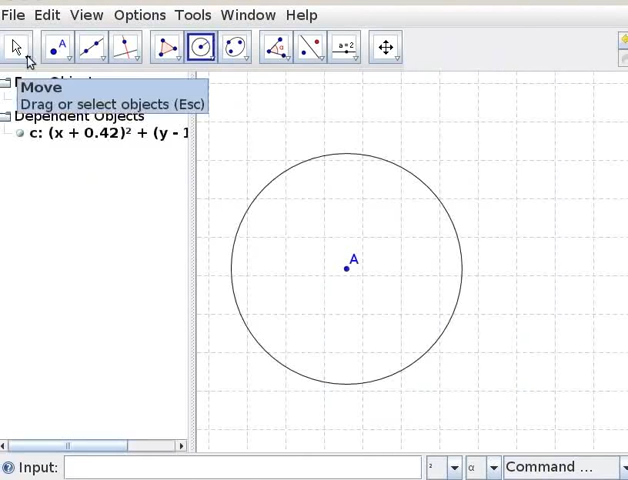 File Edit View Options Tools Window Help
A
a=2
Move
Drag or select objects (Esc)
Dependent Objects
c: (x + 0.42)² + (y - 1
A
Input:
²
α
Command ...